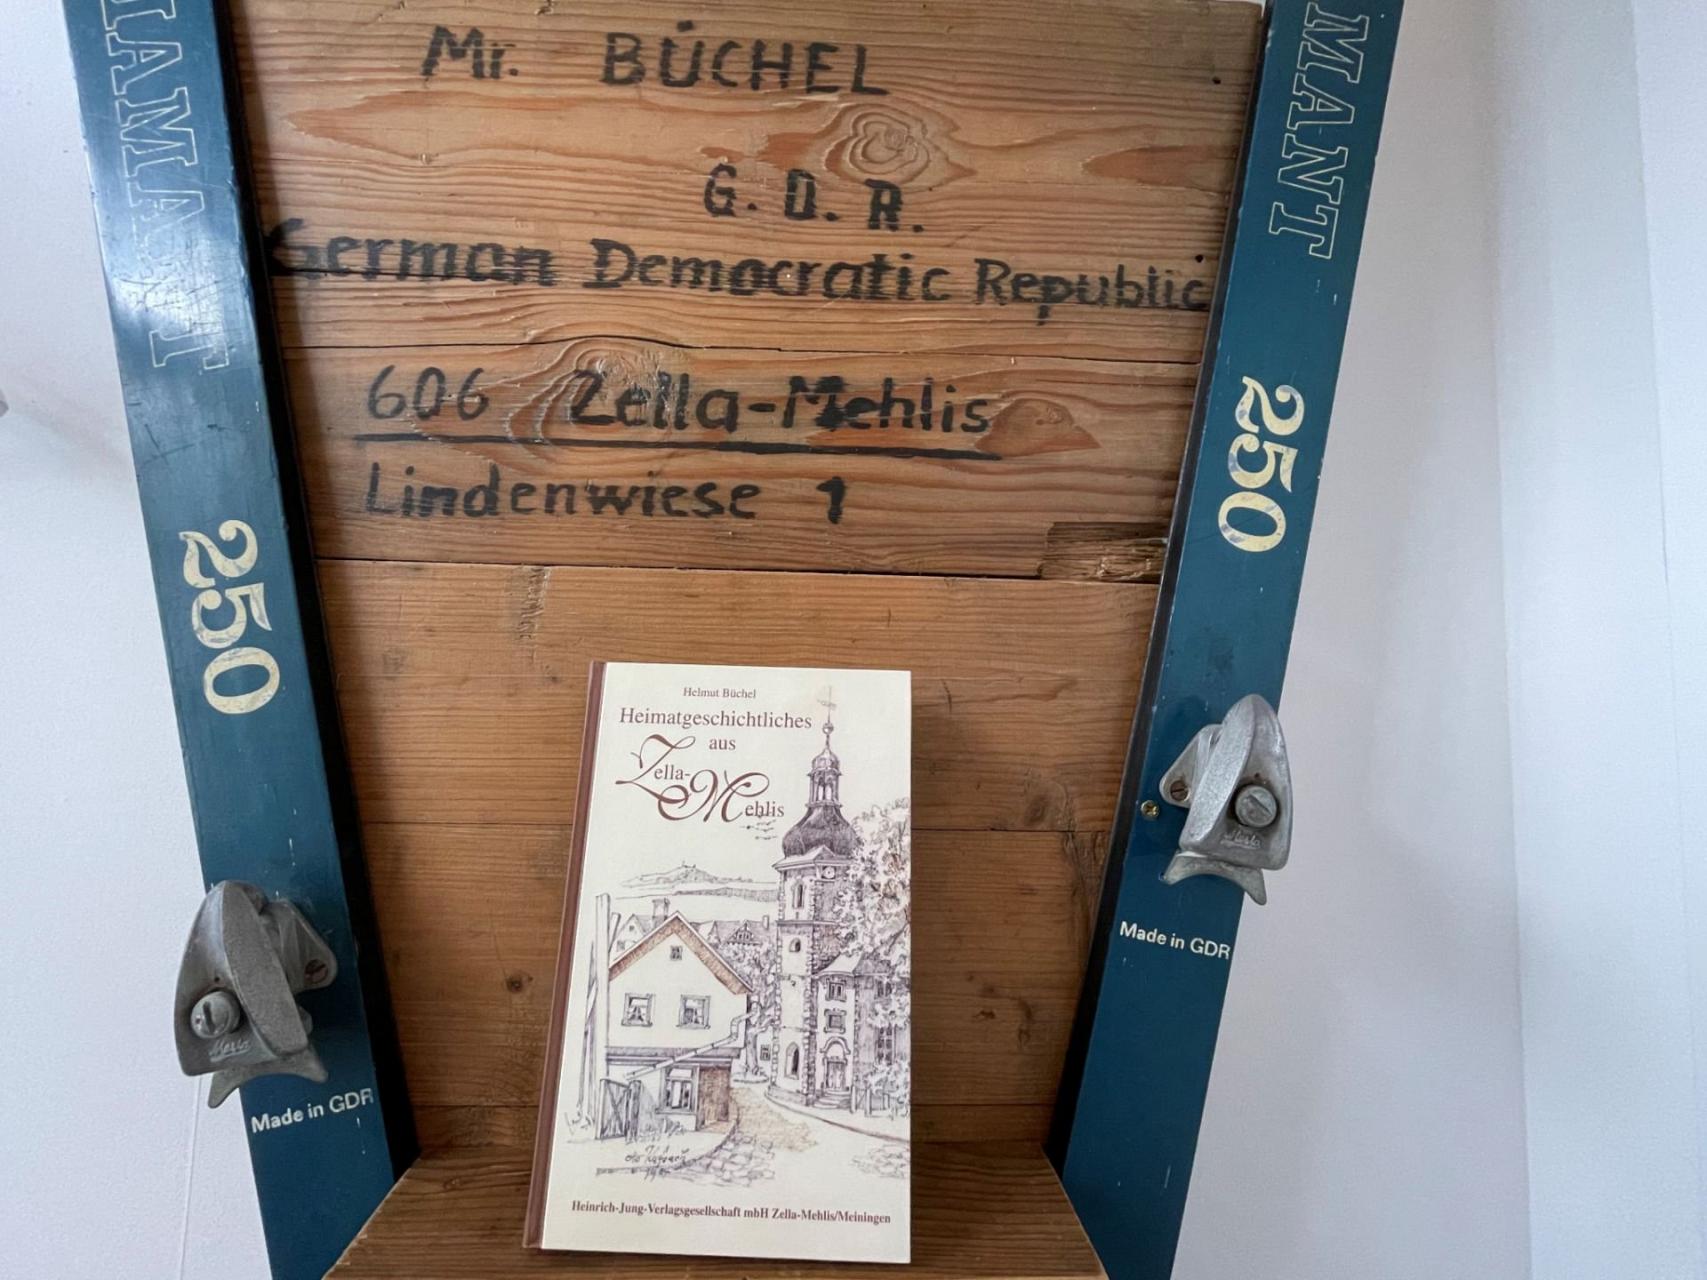 Mr. BÜCHEL
G. D. R.
German Democratic Republic
606 Zella-Mehlis
Lindenwiese 1
MANT
250
250
Helmut Büchel
Heimatgeschichtliches
aus
Zella-
Mehlis
Made in GDR
Made in GDR
Heinrich-Jung-Verlagsgesellschaft mbH Zella-Mehlis/Meiningen